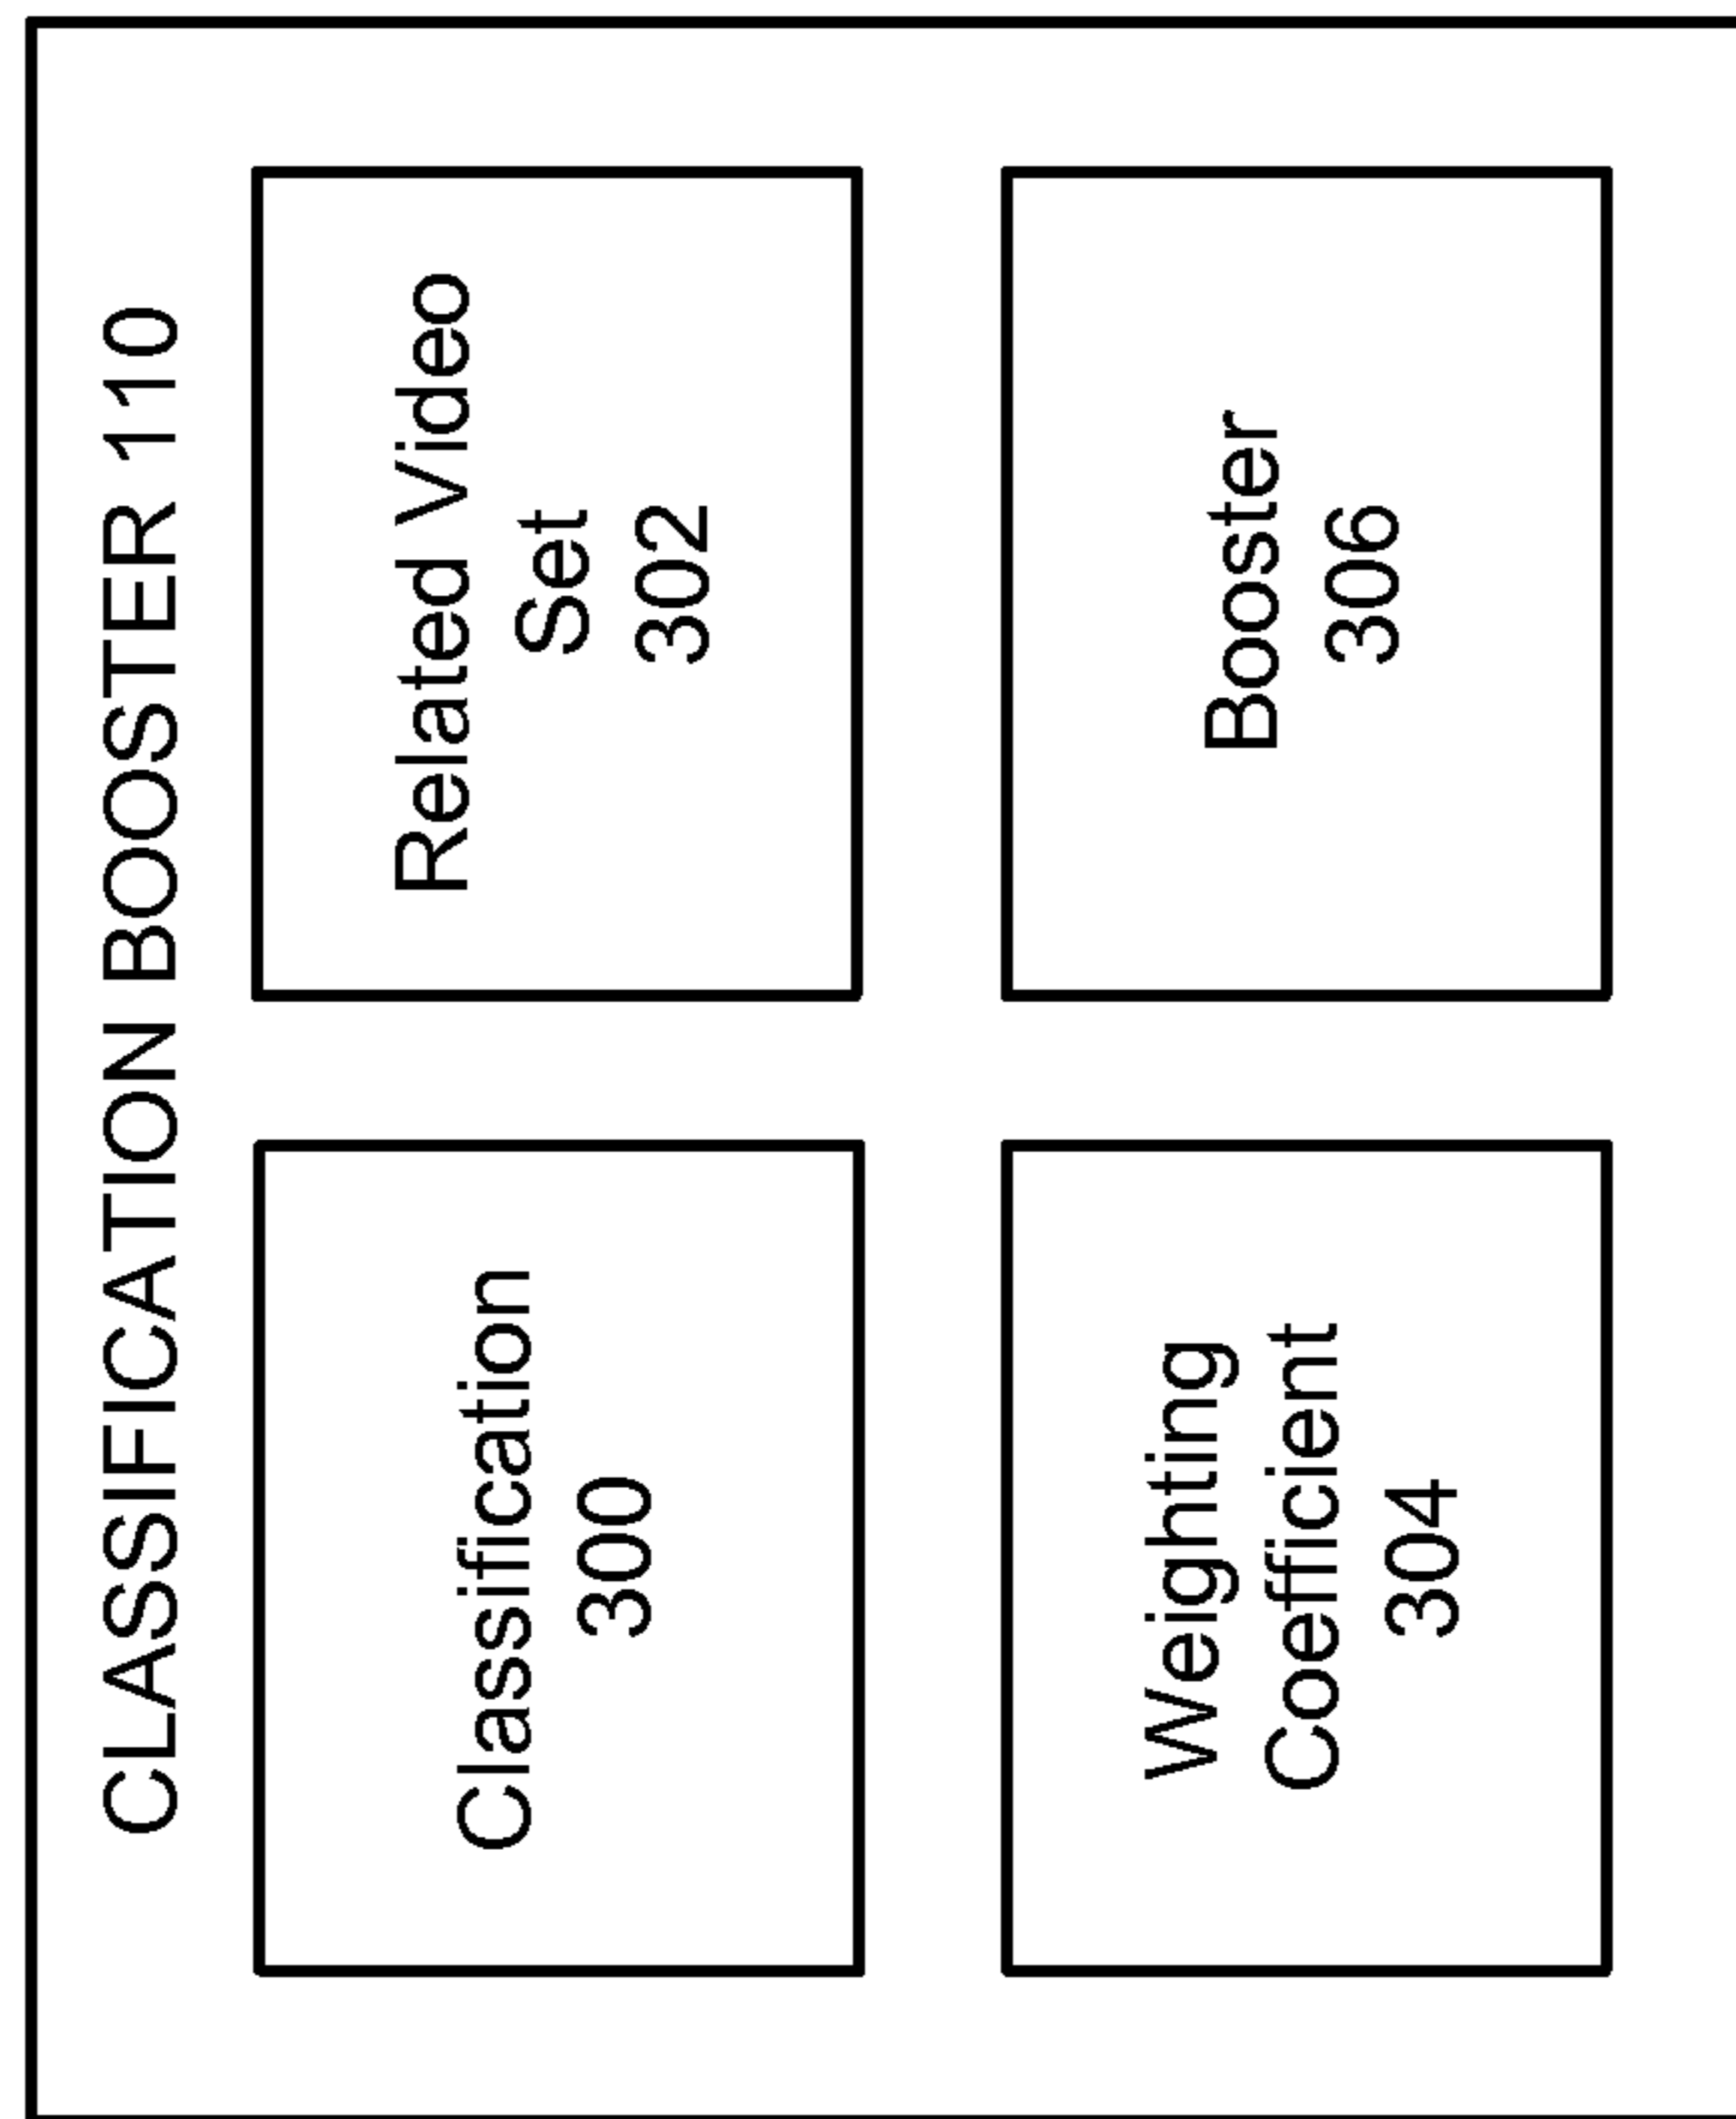 CLASSIFICATION BOOSTER 110
Classification
300
Related Video
Set
302
Weighting
Coefficient
304
Booster
306